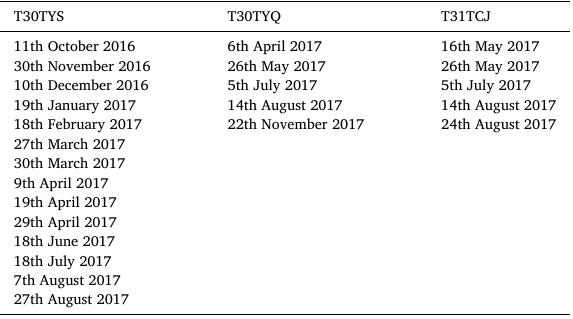 T30TYS T30TYQ T31TCJ
11th October 2016 6th April 2017 16th May 2017
30th November 2016 26th May 2017 26th May 2017
10th December 2016 5th July 2017 5th July 2017
19th January 2017 14th August 2017 14th August 2017
18th February 2017 22th November 2017 24th August 2017
27th March 2017
30th March 2017
9th April 2017
19th April 2017
29th April 2017
18th June 2017
18th July 2017
7th August 2017
27th August 2017